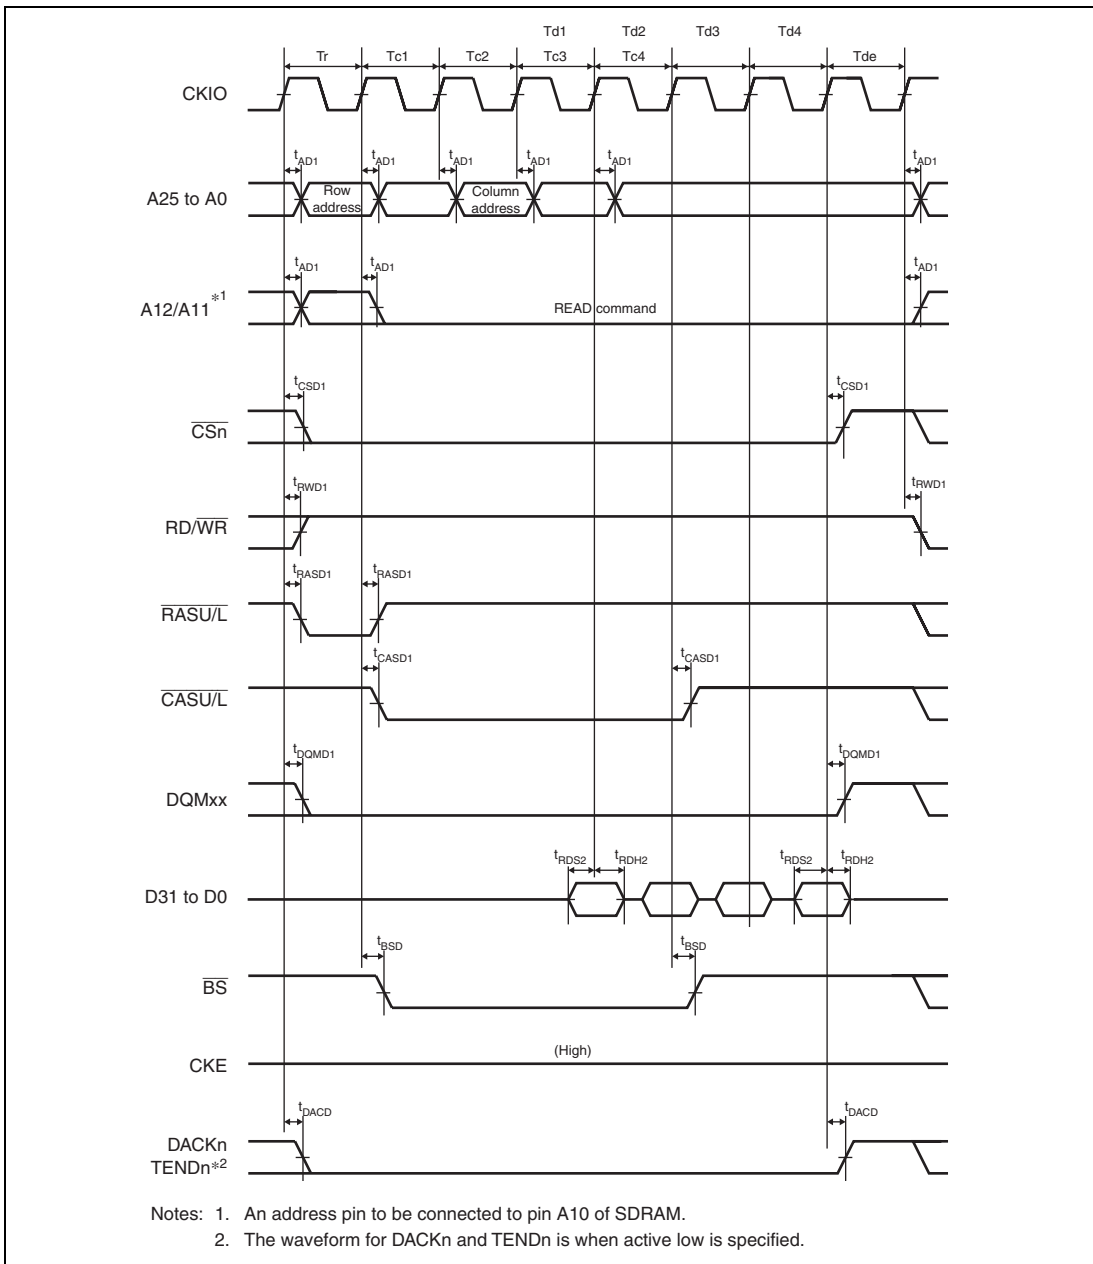 Td1 Td2 Td3 Td4
Tr Tc1 Tc2 Tc3 Tc4 Tde
CKIO
tAD1 tAD1 tAD1 tAD1 tAD1 tAD1
A25 to A0
Row address
Column address
tAD1 tAD1 tAD1
A12/A11*1
READ command
tCSD1 tCSD1
CSn
tRWD1 tRWD1
RD/WR
tRASD1 tRASD1
RASU/L
tCASD1 tCASD1
CASU/L
tDQMD1 tDQMD1
DQMxx
tRDS2 tRDH2 tRDS2 tRDH2
D31 to D0
tBSD tBSD
BS
(High)
CKE
tDACD tDACD
DACKn
TENDn*2
Notes: 1. An address pin to be connected to pin A10 of SDRAM.
2. The waveform for DACKn and TENDn is when active low is specified.